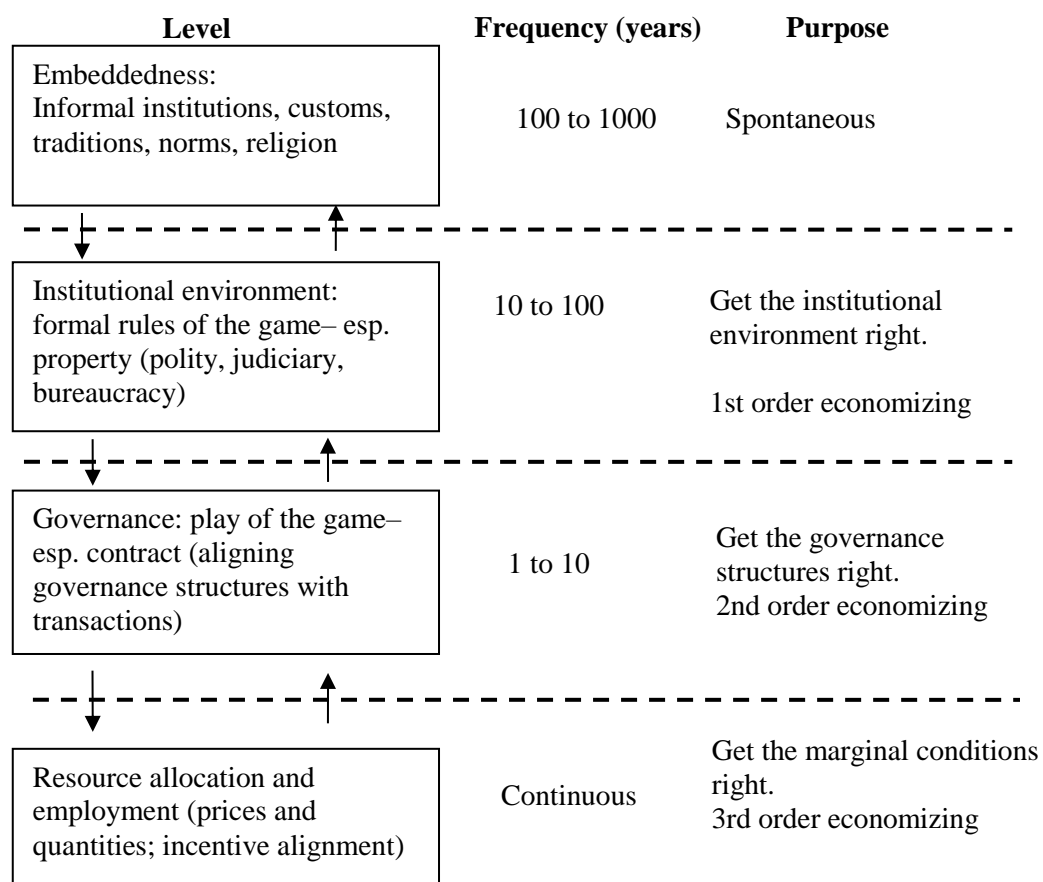 Level Frequency (years) Purpose
Embeddedness:
Informal institutions, customs,
traditions, norms, religion
100 to 1000
Spontaneous
Institutional environment:
formal rules of the game– esp.
property (polity, judiciary,
bureaucracy)
10 to 100
Get the institutional
environment right.
1st order economizing
Governance: play of the game–
esp. contract (aligning
governance structures with
transactions)
1 to 10
Get the governance
structures right.
2nd order economizing
Resource allocation and
employment (prices and
quantities; incentive alignment)
Continuous
Get the marginal conditions
right.
3rd order economizing